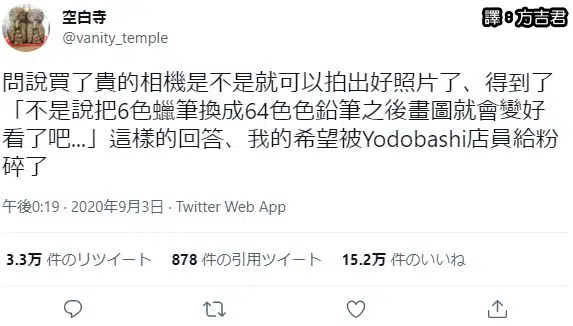 譯:方吉君
空白寺
@vanity_temple
問說買了貴的相機是不是就可以拍出好照片了、得到了
「不是說把6色蠟筆換成64色色鉛筆之後畫圖就會變好
看了吧...」這樣的回答、我的希望被Yodobashi店員給粉
碎了
午後0:19 · 2020年9月3日 · Twitter Web App
3.3万 件のリツイート 878 件の引用ツイート 15.2万 件のいいね